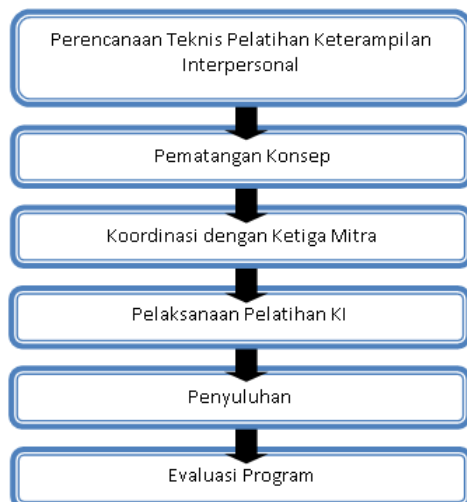 Perencanaan Teknis Pelatihan Keterampilan
Interpersonal
Pematangan Konsep
Koordinasi dengan Ketiga Mitra
Pelaksanaan Pelatihan KI
Penyuluhan
Evaluasi Program